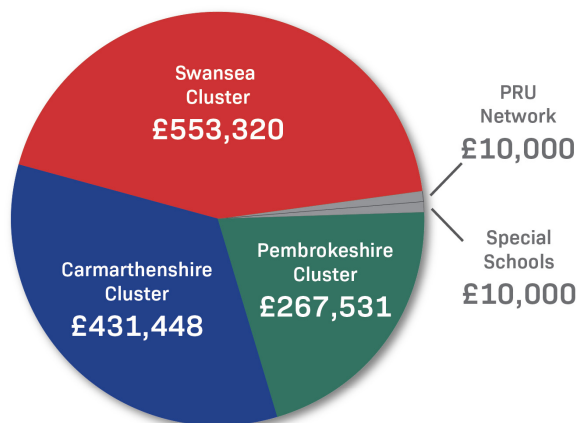 Swansea
Cluster
£553,320
PRU
Network
£10,000
Special
Schools
£10,000
Pembrokeshire
Cluster
£267,531
Carmarthenshire
Cluster
£431,448